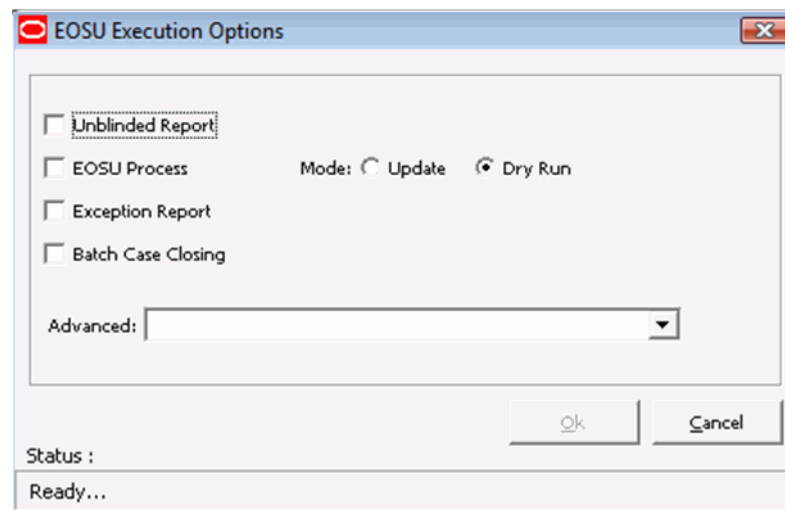 EOSU Execution Options
Unblinded Report
EOSU Process Mode: Update Dry Run
Exception Report
Batch Case Closing
Advanced:
Ok Cancel
Status :
Ready...